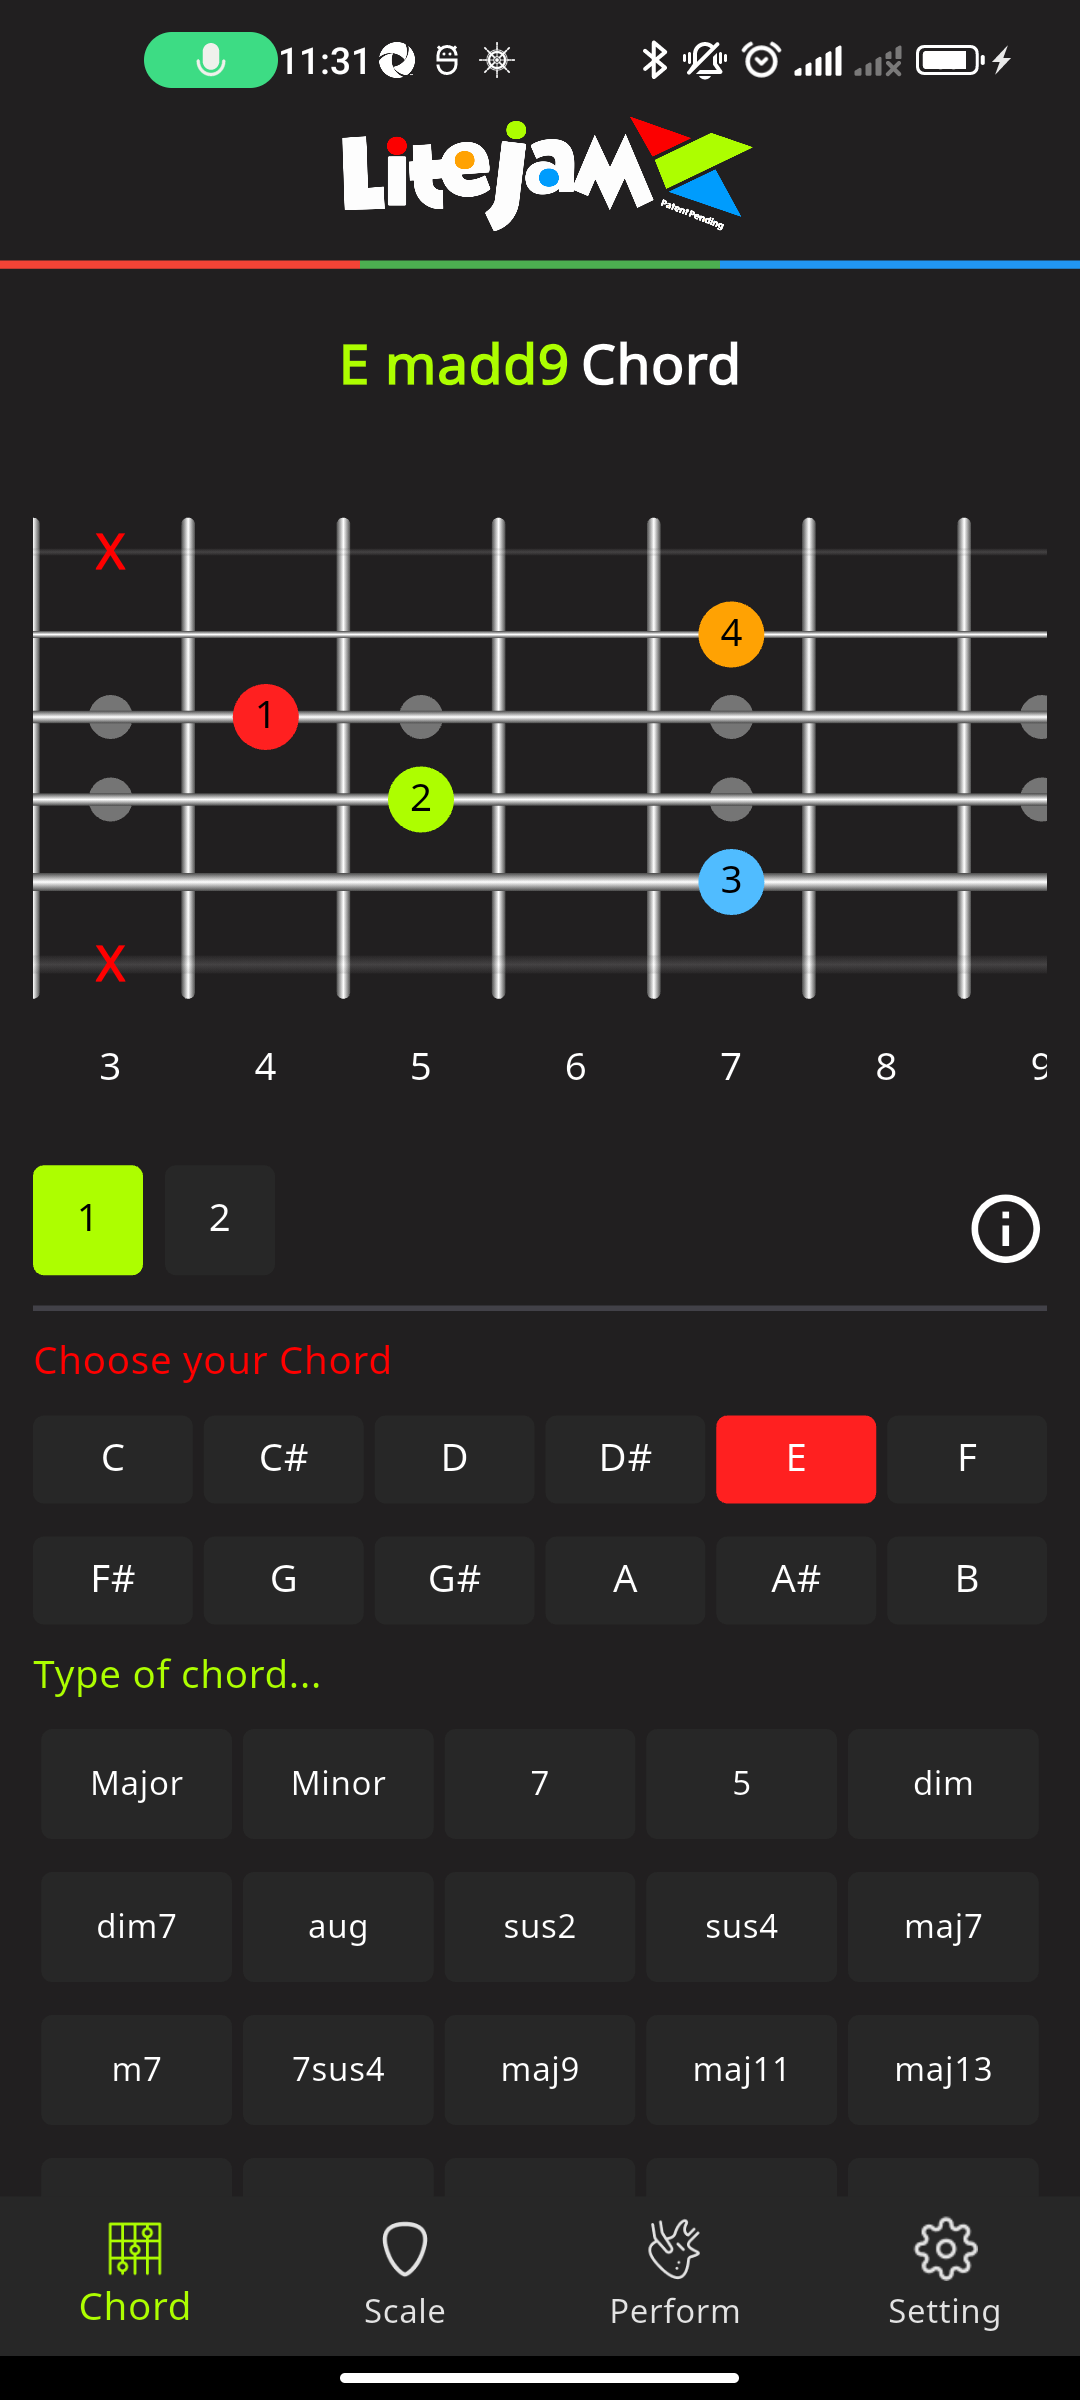 11:31
Litejam
Patent Pending
E madd9 Chord
X
4
1
2
3
X
3 4 5 6 7 8 9
1 2
Choose your Chord
C C# D D# E F
F# G G# A A# B
Type of chord...
Major Minor 7 5 dim
dim7 aug sus2 sus4 maj7
m7 7sus4 maj9 maj11 maj13
Chord Scale Perform Setting